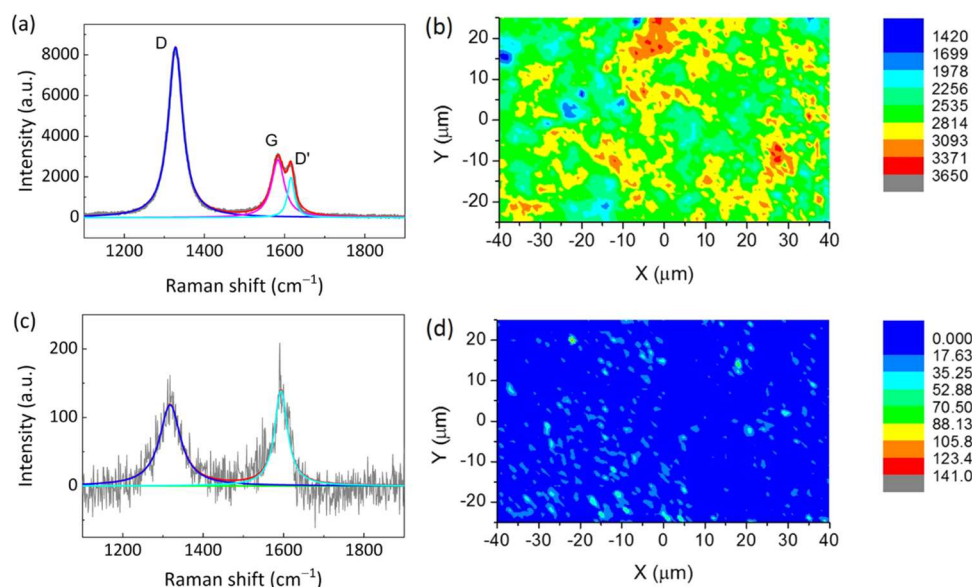 (a)
D
G
D'
8000
6000
4000
2000
0
Intensity (a.u.)
1200 1400 1600 1800
Raman shift (cm⁻¹)
(b)
20
10
0
-10
-20
Y (μm)
-40 -30 -20 -10 0 10 20 30 40
X (μm)
1420
1699
1978
2256
2535
2814
3093
3371
3650
(c)
200
100
0
Intensity (a.u.)
1200 1400 1600 1800
Raman shift (cm⁻¹)
(d)
20
10
0
-10
-20
Y (μm)
-40 -30 -20 -10 0 10 20 30 40
X (μm)
0.000
17.63
35.25
52.88
70.50
88.13
105.8
123.4
141.0